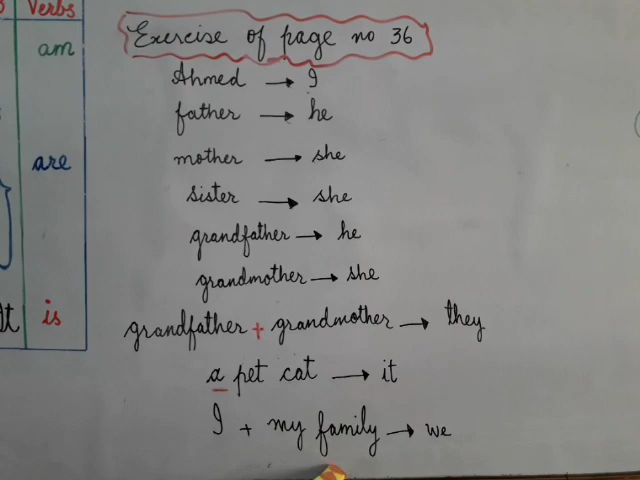 Verbs
am
are
It is
Exercise of page no 36
Ahmed → I
father → he
mother → she
sister → she
grandfather → he
grandmother → she
grandfather + grandmother → they
a pet cat → it
I + my family → we